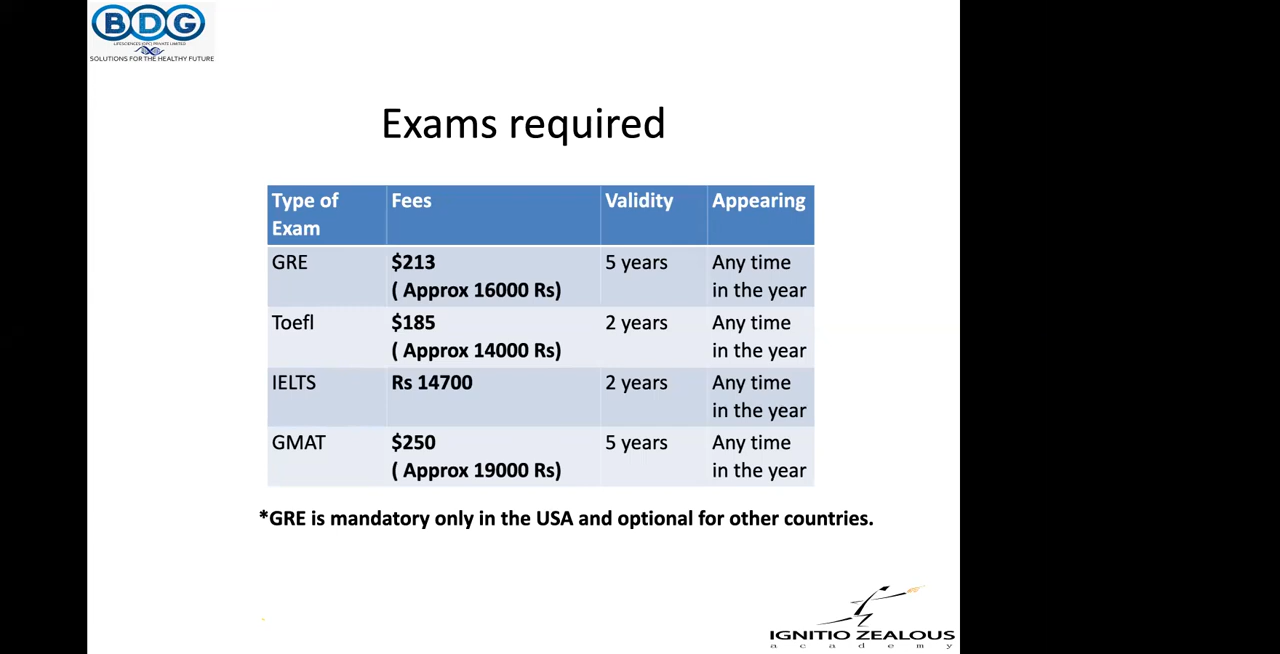 BDG
LIFESCIENCES (OPC) PRIVATE LIMITED
SOLUTIONS FOR THE HEALTHY FUTURE
Exams required
Type of Exam Fees Validity Appearing
GRE $213 ( Approx 16000 Rs) 5 years Any time in the year
Toefl $185 ( Approx 14000 Rs) 2 years Any time in the year
IELTS Rs 14700 2 years Any time in the year
GMAT $250 ( Approx 19000 Rs) 5 years Any time in the year
*GRE is mandatory only in the USA and optional for other countries.
IGNITIO ZEALOUS
academy